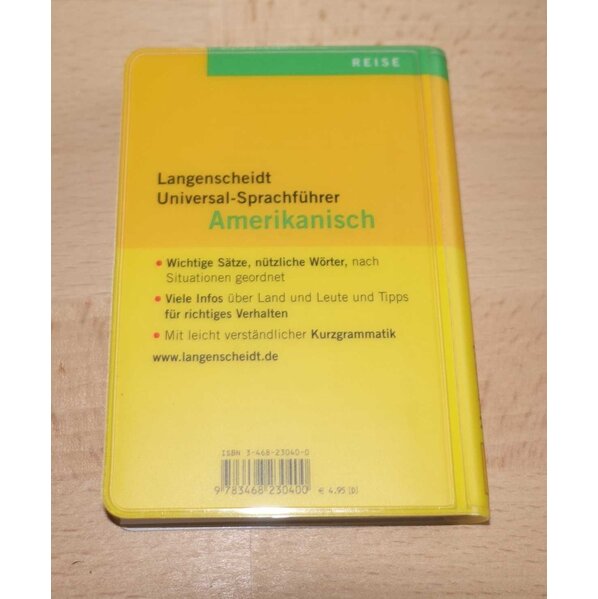 REISE
Langenscheidt
Universal-Sprachführer
Amerikanisch
• Wichtige Sätze, nützliche Wörter, nach
Situationen geordnet
• Viele Infos über Land und Leute und Tipps
für richtiges Verhalten
• Mit leicht verständlicher Kurzgrammatik
www.langenscheidt.de
ISBN 3-468-23040-0
9 783468 230400 € 4.95 (D)